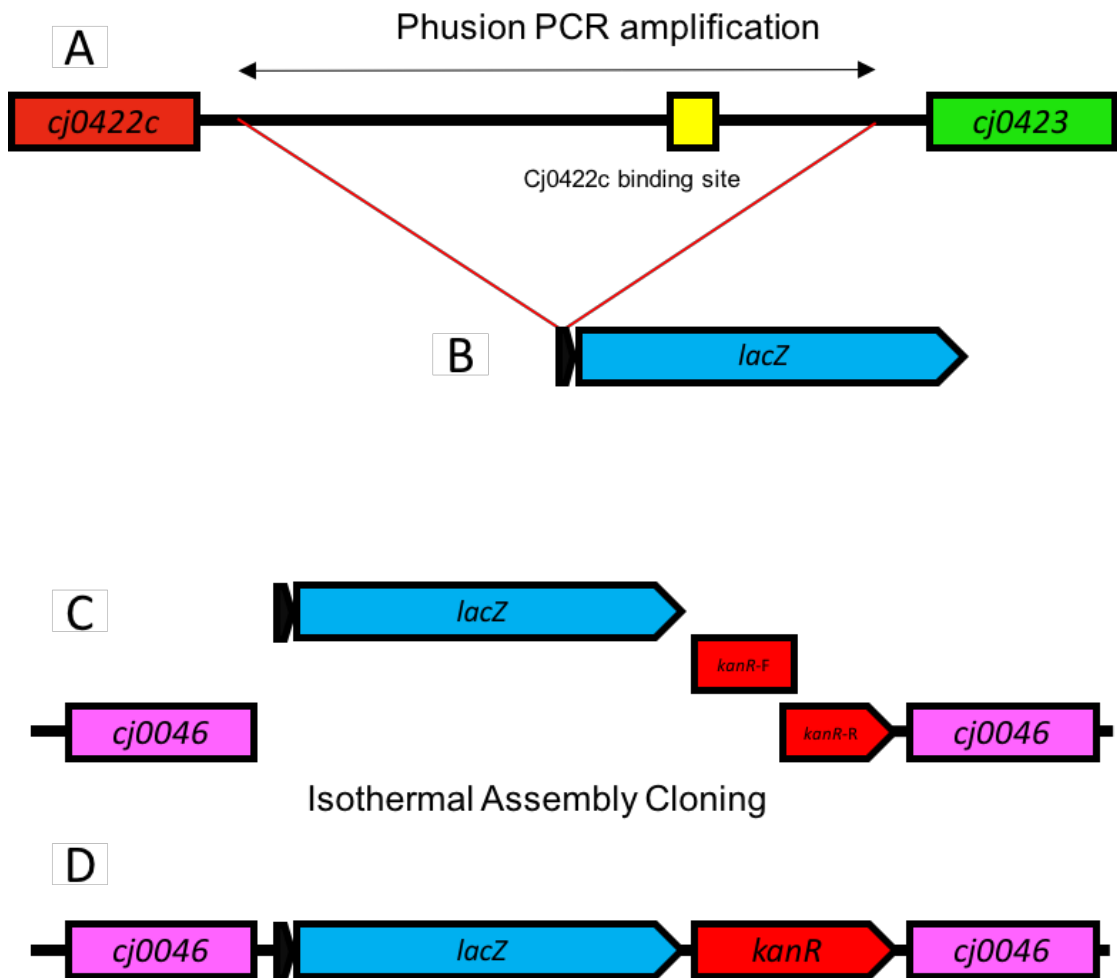 A
Phusion PCR amplification
cj0422c
cj0423
Cj0422c binding site
B
lacZ
C
lacZ
kanR-F
cj0046
kanR-R
cj0046
Isothermal Assembly Cloning
D
cj0046
lacZ
kanR
cj0046